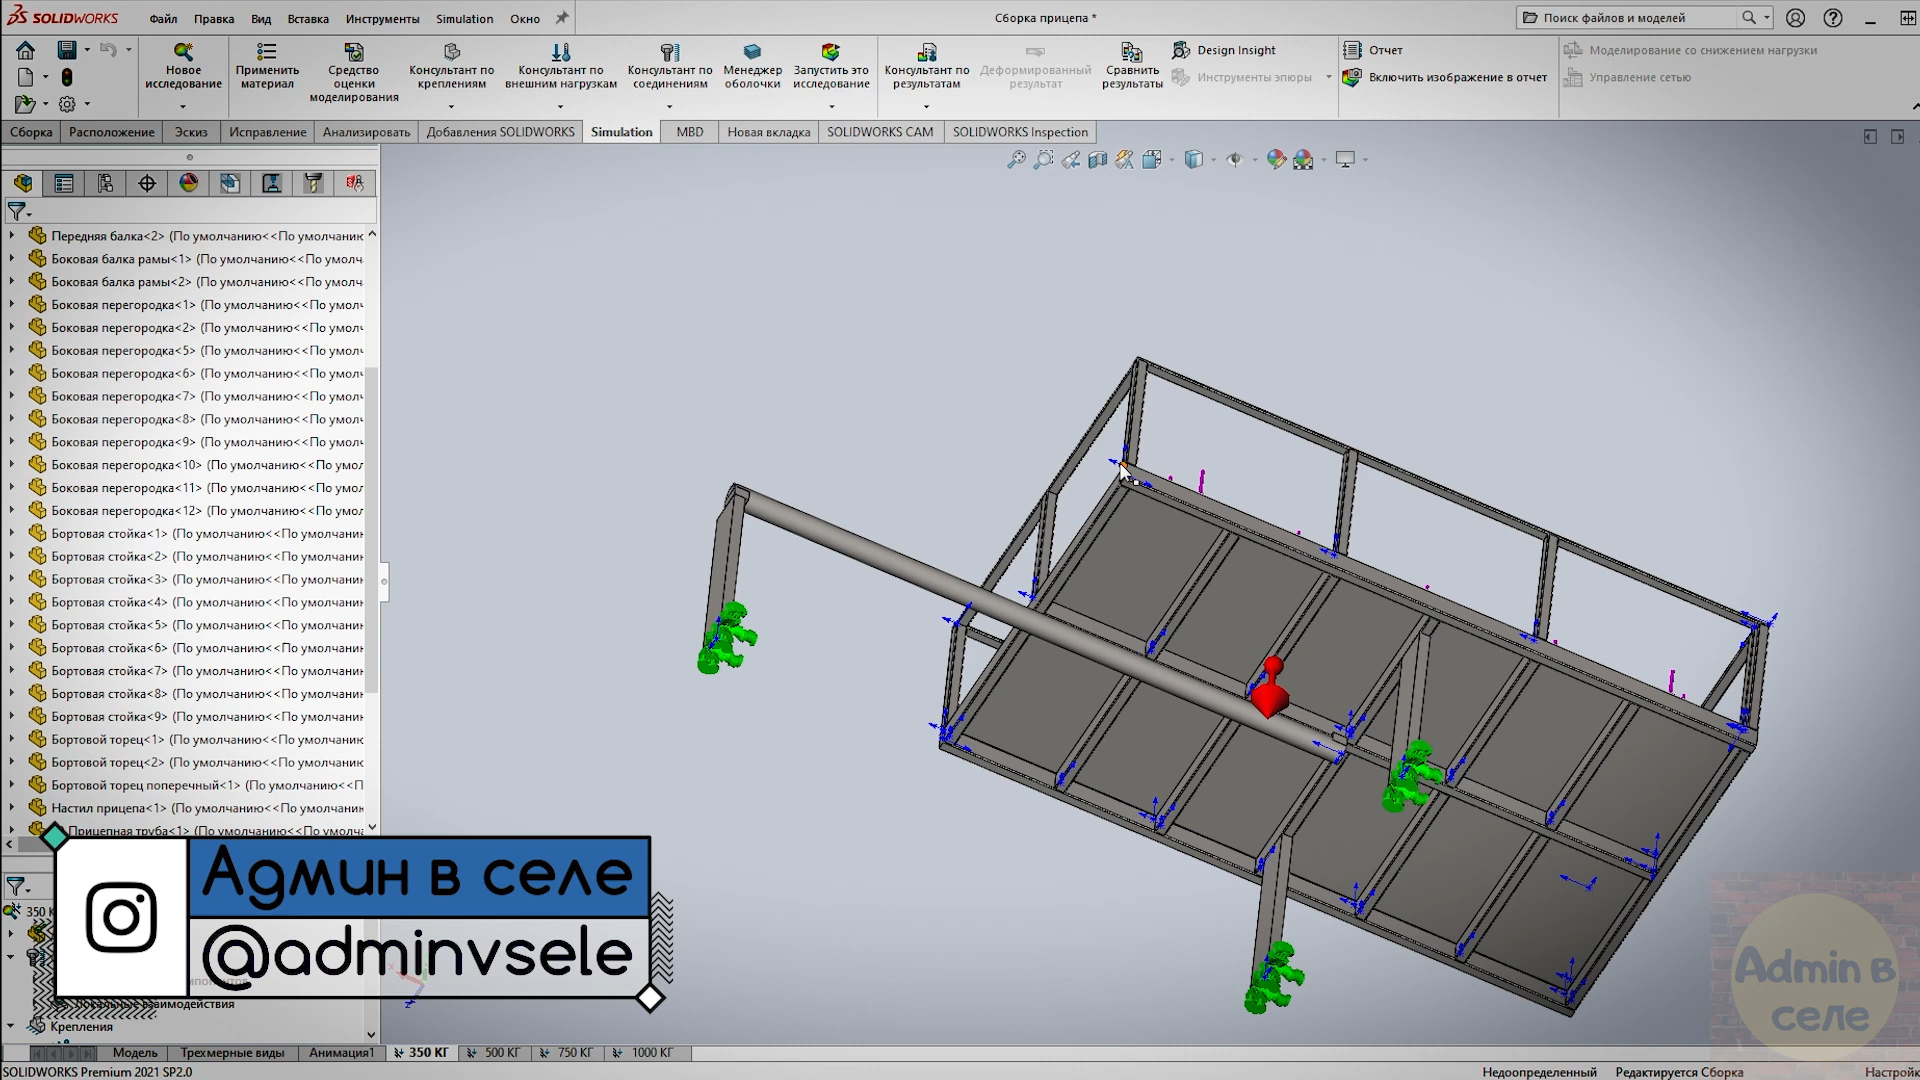 SOLIDWORKS
Файл
Правка
Вид
Вставка
Инструменты
Simulation
Окно
Сборка прицепа *
Поиск файлов и моделей
Новое исследование
Применить материал
Средство оценки моделирования
Консультант по креплениям
Консультант по внешним нагрузкам
Консультант по соединениям
Менеджер оболочки
Запустить это исследование
Консультант по результатам
Деформированный результат
Сравнить результаты
Design Insight
Инструменты эпюры
Отчет
Включить изображение в отчет
Моделирование со снижением нагрузки
Управление сетью
Сборка
Расположение
Эскиз
Исправление
Анализировать
Добавления SOLIDWORKS
Simulation
MBD
Новая вкладка
SOLIDWORKS CAM
SOLIDWORKS Inspection
Передняя балка<2> (По умолчанию<<По умолчани
Боковая балка рамы<1> (По умолчанию<<По умолч
Боковая балка рамы<2> (По умолчанию<<По умолч
Боковая перегородка<1> (По умолчанию<<По умол
Боковая перегородка<2> (По умолчанию<<По умол
Боковая перегородка<5> (По умолчанию<<По умол
Боковая перегородка<6> (По умолчанию<<По умол
Боковая перегородка<7> (По умолчанию<<По умол
Боковая перегородка<8> (По умолчанию<<По умол
Боковая перегородка<9> (По умолчанию<<По умол
Боковая перегородка<10> (По умолчанию<<По умол
Боковая перегородка<11> (По умолчанию<<По умол
Боковая перегородка<12> (По умолчанию<<По умол
Бортовая стойка<1> (По умолчанию<<По умолчани
Бортовая стойка<2> (По умолчанию<<По умолчани
Бортовая стойка<3> (По умолчанию<<По умолчани
Бортовая стойка<4> (По умолчанию<<По умолчани
Бортовая стойка<5> (По умолчанию<<По умолчани
Бортовая стойка<6> (По умолчанию<<По умолчани
Бортовая стойка<7> (По умолчанию<<По умолчани
Бортовая стойка<8> (По умолчанию<<По умолчани
Бортовая стойка<9> (По умолчанию<<По умолчани
Бортовой торец<1> (По умолчанию<<По умолчани
Бортовой торец<2> (По умолчанию<<По умолчани
Бортовой торец поперечный<1> (По умолчанию<<П
Настил прицепа<1> (По умолчанию<<По умолчани
Прицепная труба<1> (По умолчанию<<По умолч
350 К
Админ в селе
@adminvsele
Локальные взаимодействия
Крепления
Admin в
селе
Модель
Трехмерные виды
Анимация1
350 КГ
500 КГ
750 КГ
1000 КГ
SOLIDWORKS Premium 2021 SP2.0
Недоопределенный
Редактируется Сборка
Настройк